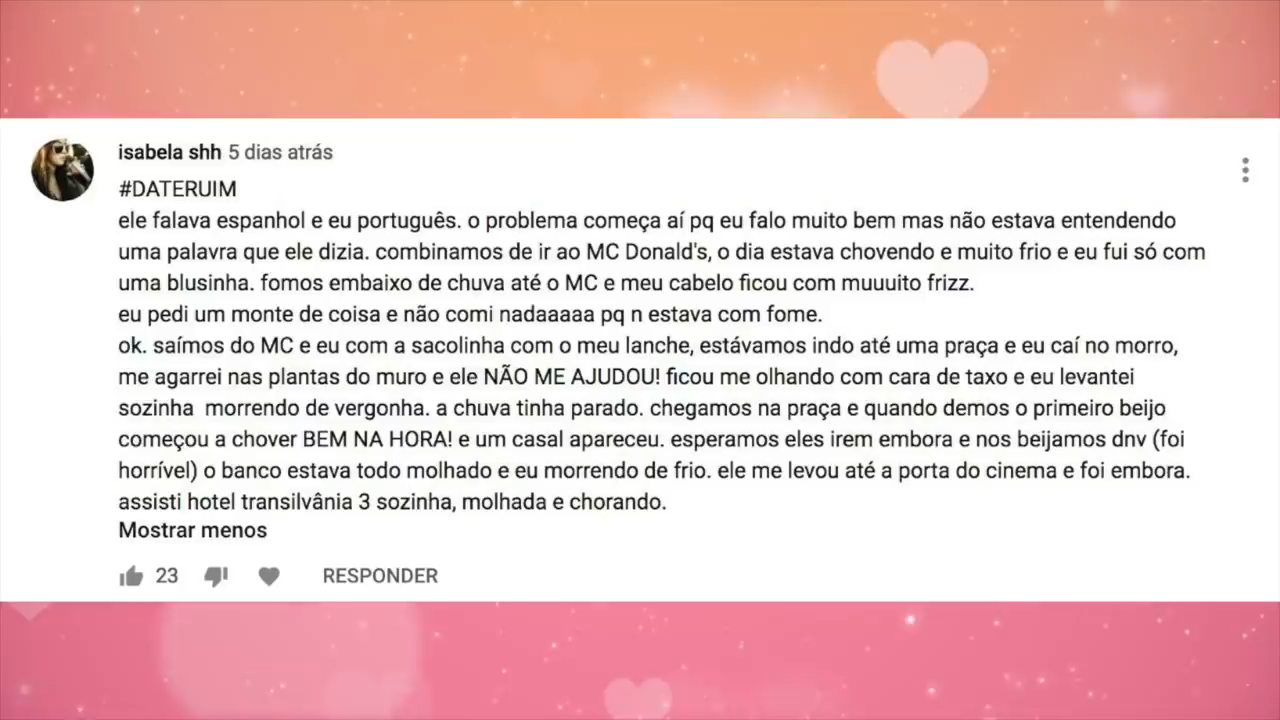 isabela shh 5 dias atrás
#DATERUIM
ele falava espanhol e eu português. o problema começa aí pq eu falo muito bem mas não estava entendendo
uma palavra que ele dizia. combinamos de ir ao MC Donald's, o dia estava chovendo e muito frio e eu fui só com
uma blusinha. fomos embaixo de chuva até o MC e meu cabelo ficou com muuuito frizz.
eu pedi um monte de coisa e não comi nadaaaaa pq n estava com fome.
ok. saímos do MC e eu com a sacolinha com o meu lanche, estávamos indo até uma praça e eu caí no morro,
me agarrei nas plantas do muro e ele NÃO ME AJUDOU! ficou me olhando com cara de taxo e eu levantei
sozinha  morrendo de vergonha. a chuva tinha parado. chegamos na praça e quando demos o primeiro beijo
começou a chover BEM NA HORA! e um casal apareceu. esperamos eles irem embora e nos beijamos dnv (foi
horrível) o banco estava todo molhado e eu morrendo de frio. ele me levou até a porta do cinema e foi embora.
assisti hotel transilvânia 3 sozinha, molhada e chorando.
Mostrar menos
23 RESPONDER